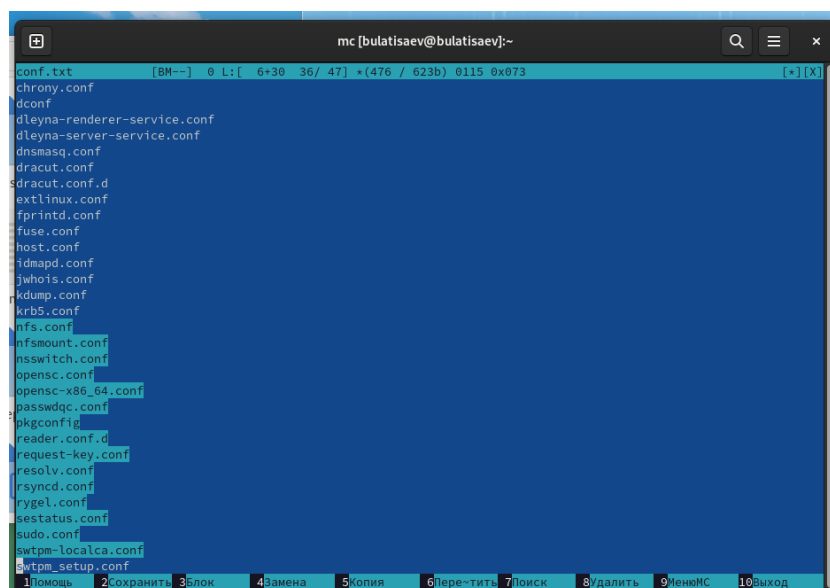 mc [bulatisaev@bulatisaev]:~
conf.txt [BM--] 0 L:[ 6+30 36/ 47] *(476 / 623b) 0115 0x073 [*][X]
chrony.conf
dconf
dleyna-renderer-service.conf
dleyna-server-service.conf
dnsmasq.conf
dracut.conf
dracut.conf.d
extlinux.conf
fprintd.conf
fuse.conf
host.conf
idmapd.conf
jwhois.conf
kdump.conf
krb5.conf
nfs.conf
nfsmount.conf
nsswitch.conf
opensc.conf
opensc-x86_64.conf
passwdqc.conf
pkgconfig
reader.conf.d
request-key.conf
resolv.conf
rsyncd.conf
rygel.conf
sestatus.conf
sudo.conf
swtpm-localca.conf
swtpm_setup.conf
1Помощь 2Сохранить 3Блок 4Замена 5Копия 6Пере~тить 7Поиск 8Удалить 9МенюMC 10Выход